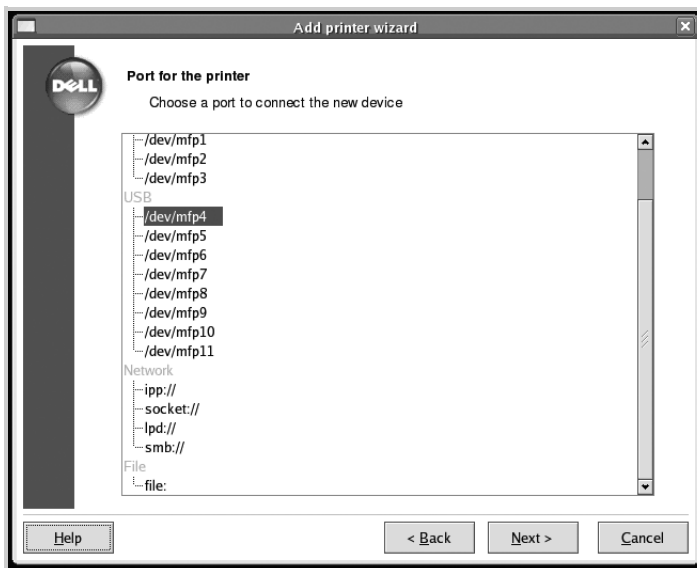 Add printer wizard
DELL
Port for the printer
Choose a port to connect the new device
/dev/mfp1
/dev/mfp2
/dev/mfp3
USB
/dev/mfp4
/dev/mfp5
/dev/mfp6
/dev/mfp7
/dev/mfp8
/dev/mfp9
/dev/mfp10
/dev/mfp11
Network
ipp://
socket://
lpd://
smb://
File
file:
Help < Back Next > Cancel